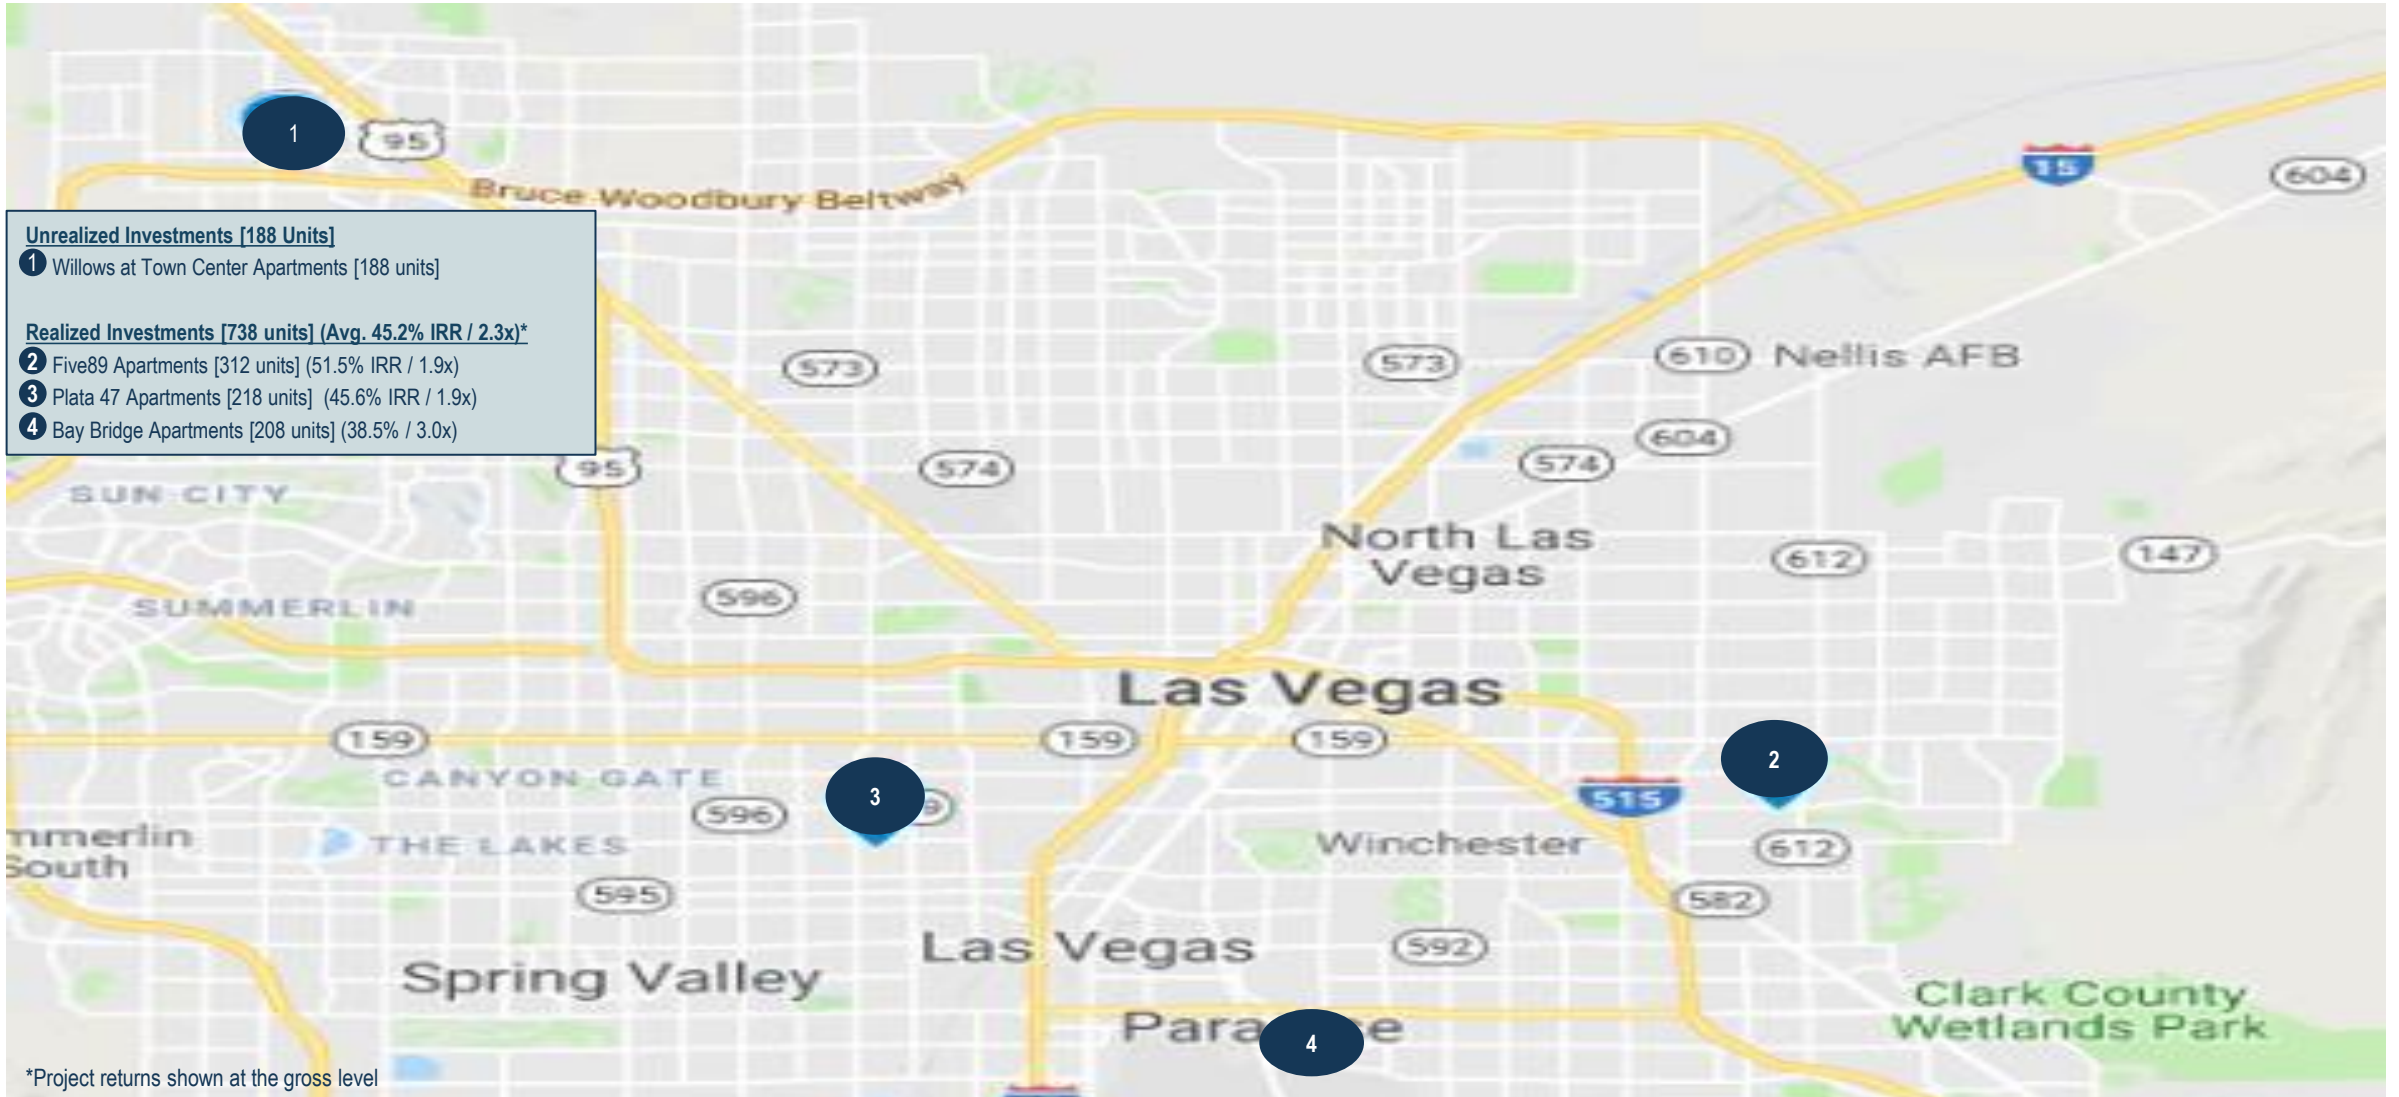 1
95
Bruce Woodbury Beltway
15
604
Unrealized Investments [188 Units]
1 Willows at Town Center Apartments [188 units]
Realized Investments [738 units] (Avg. 45.2% IRR / 2.3x)*
2 Five89 Apartments [312 units] (51.5% IRR / 1.9x)
3 Plata 47 Apartments [218 units] (45.6% IRR / 1.9x)
4 Bay Bridge Apartments [208 units] (38.5% / 3.0x)
573
573
610
Nellis AFB
604
95
574
574
SUN CITY
North Las
Vegas
612
147
596
SUMMERLIN
Las Vegas
159
159
159
2
CANYON GATE
3
9
596
515
mmerlin
South
THE LAKES
Winchester
612
595
582
Las Vegas
592
Spring Valley
Clark County
Wetlands Park
Para
se
4
*Project returns shown at the gross level